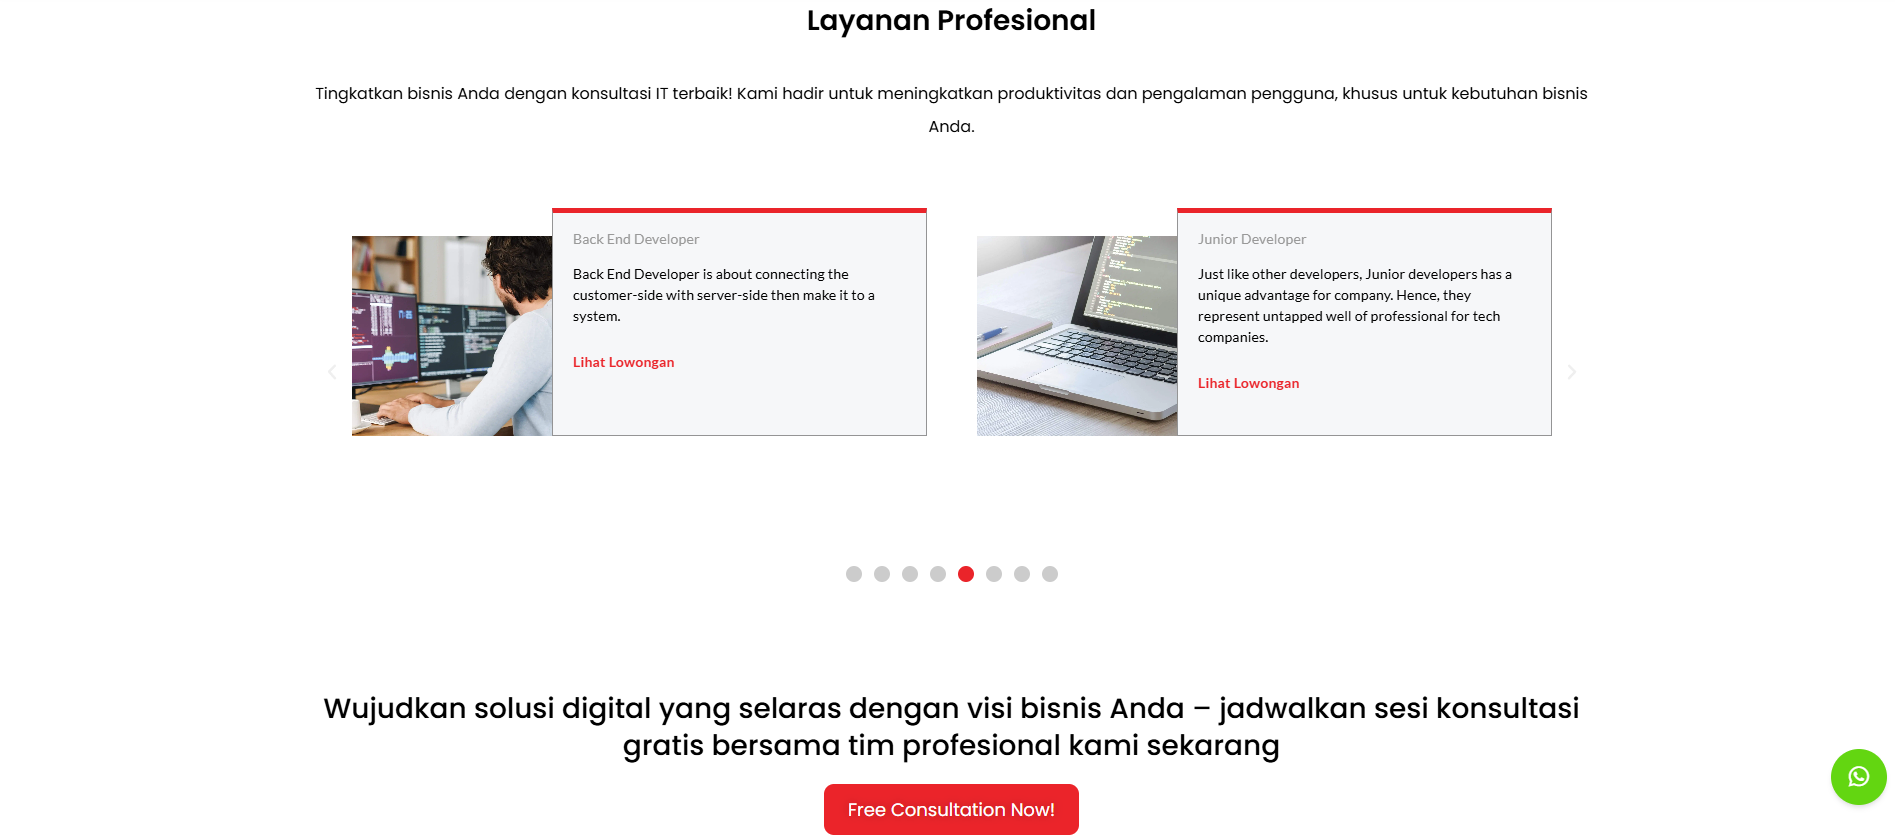 Layanan Profesional
Tingkatkan bisnis Anda dengan konsultasi IT terbaik! Kami hadir untuk meningkatkan produktivitas dan pengalaman pengguna, khusus untuk kebutuhan bisnis
Anda.
Back End Developer
Back End Developer is about connecting the
customer-side with server-side then make it to a
system.
Lihat Lowongan
Junior Developer
Just like other developers, Junior developers has a
unique advantage for company. Hence, they
represent untapped well of professional for tech
companies.
Lihat Lowongan
Wujudkan solusi digital yang selaras dengan visi bisnis Anda – jadwalkan sesi konsultasi
gratis bersama tim profesional kami sekarang
Free Consultation Now!